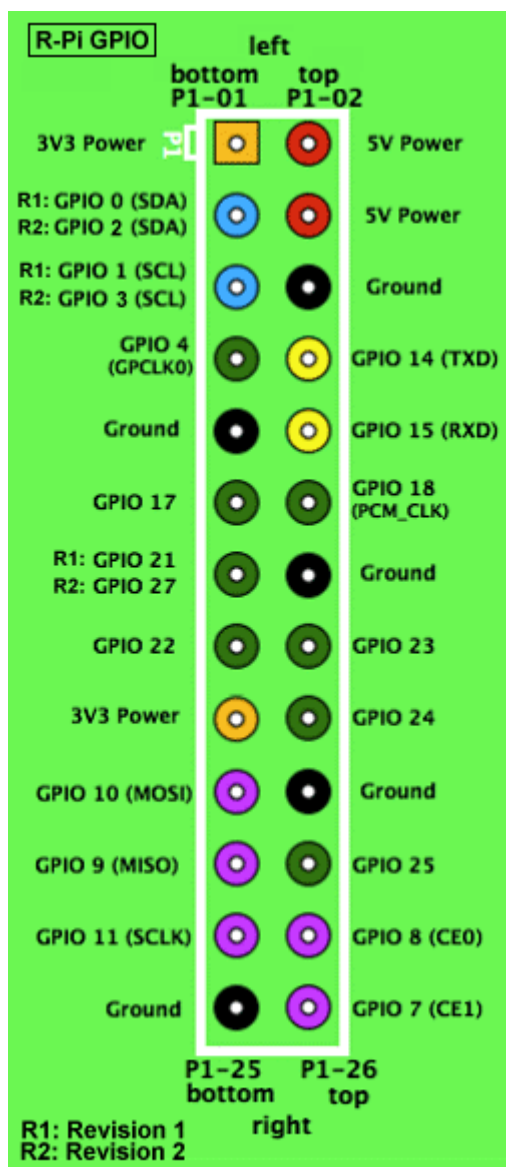 R-Pi GPIO
left
bottom top
P1-01 P1-02
3V3 Power P1 5V Power
R1: GPIO 0 (SDA)
R2: GPIO 2 (SDA) 5V Power
R1: GPIO 1 (SCL)
R2: GPIO 3 (SCL) Ground
GPIO 4
(GPCLK0) GPIO 14 (TXD)
Ground GPIO 15 (RXD)
GPIO 17 GPIO 18
(PCM_CLK)
R1: GPIO 21
R2: GPIO 27 Ground
GPIO 22 GPIO 23
3V3 Power GPIO 24
GPIO 10 (MOSI) Ground
GPIO 9 (MISO) GPIO 25
GPIO 11 (SCLK) GPIO 8 (CE0)
Ground GPIO 7 (CE1)
P1-25 P1-26
bottom top
right
R1: Revision 1
R2: Revision 2